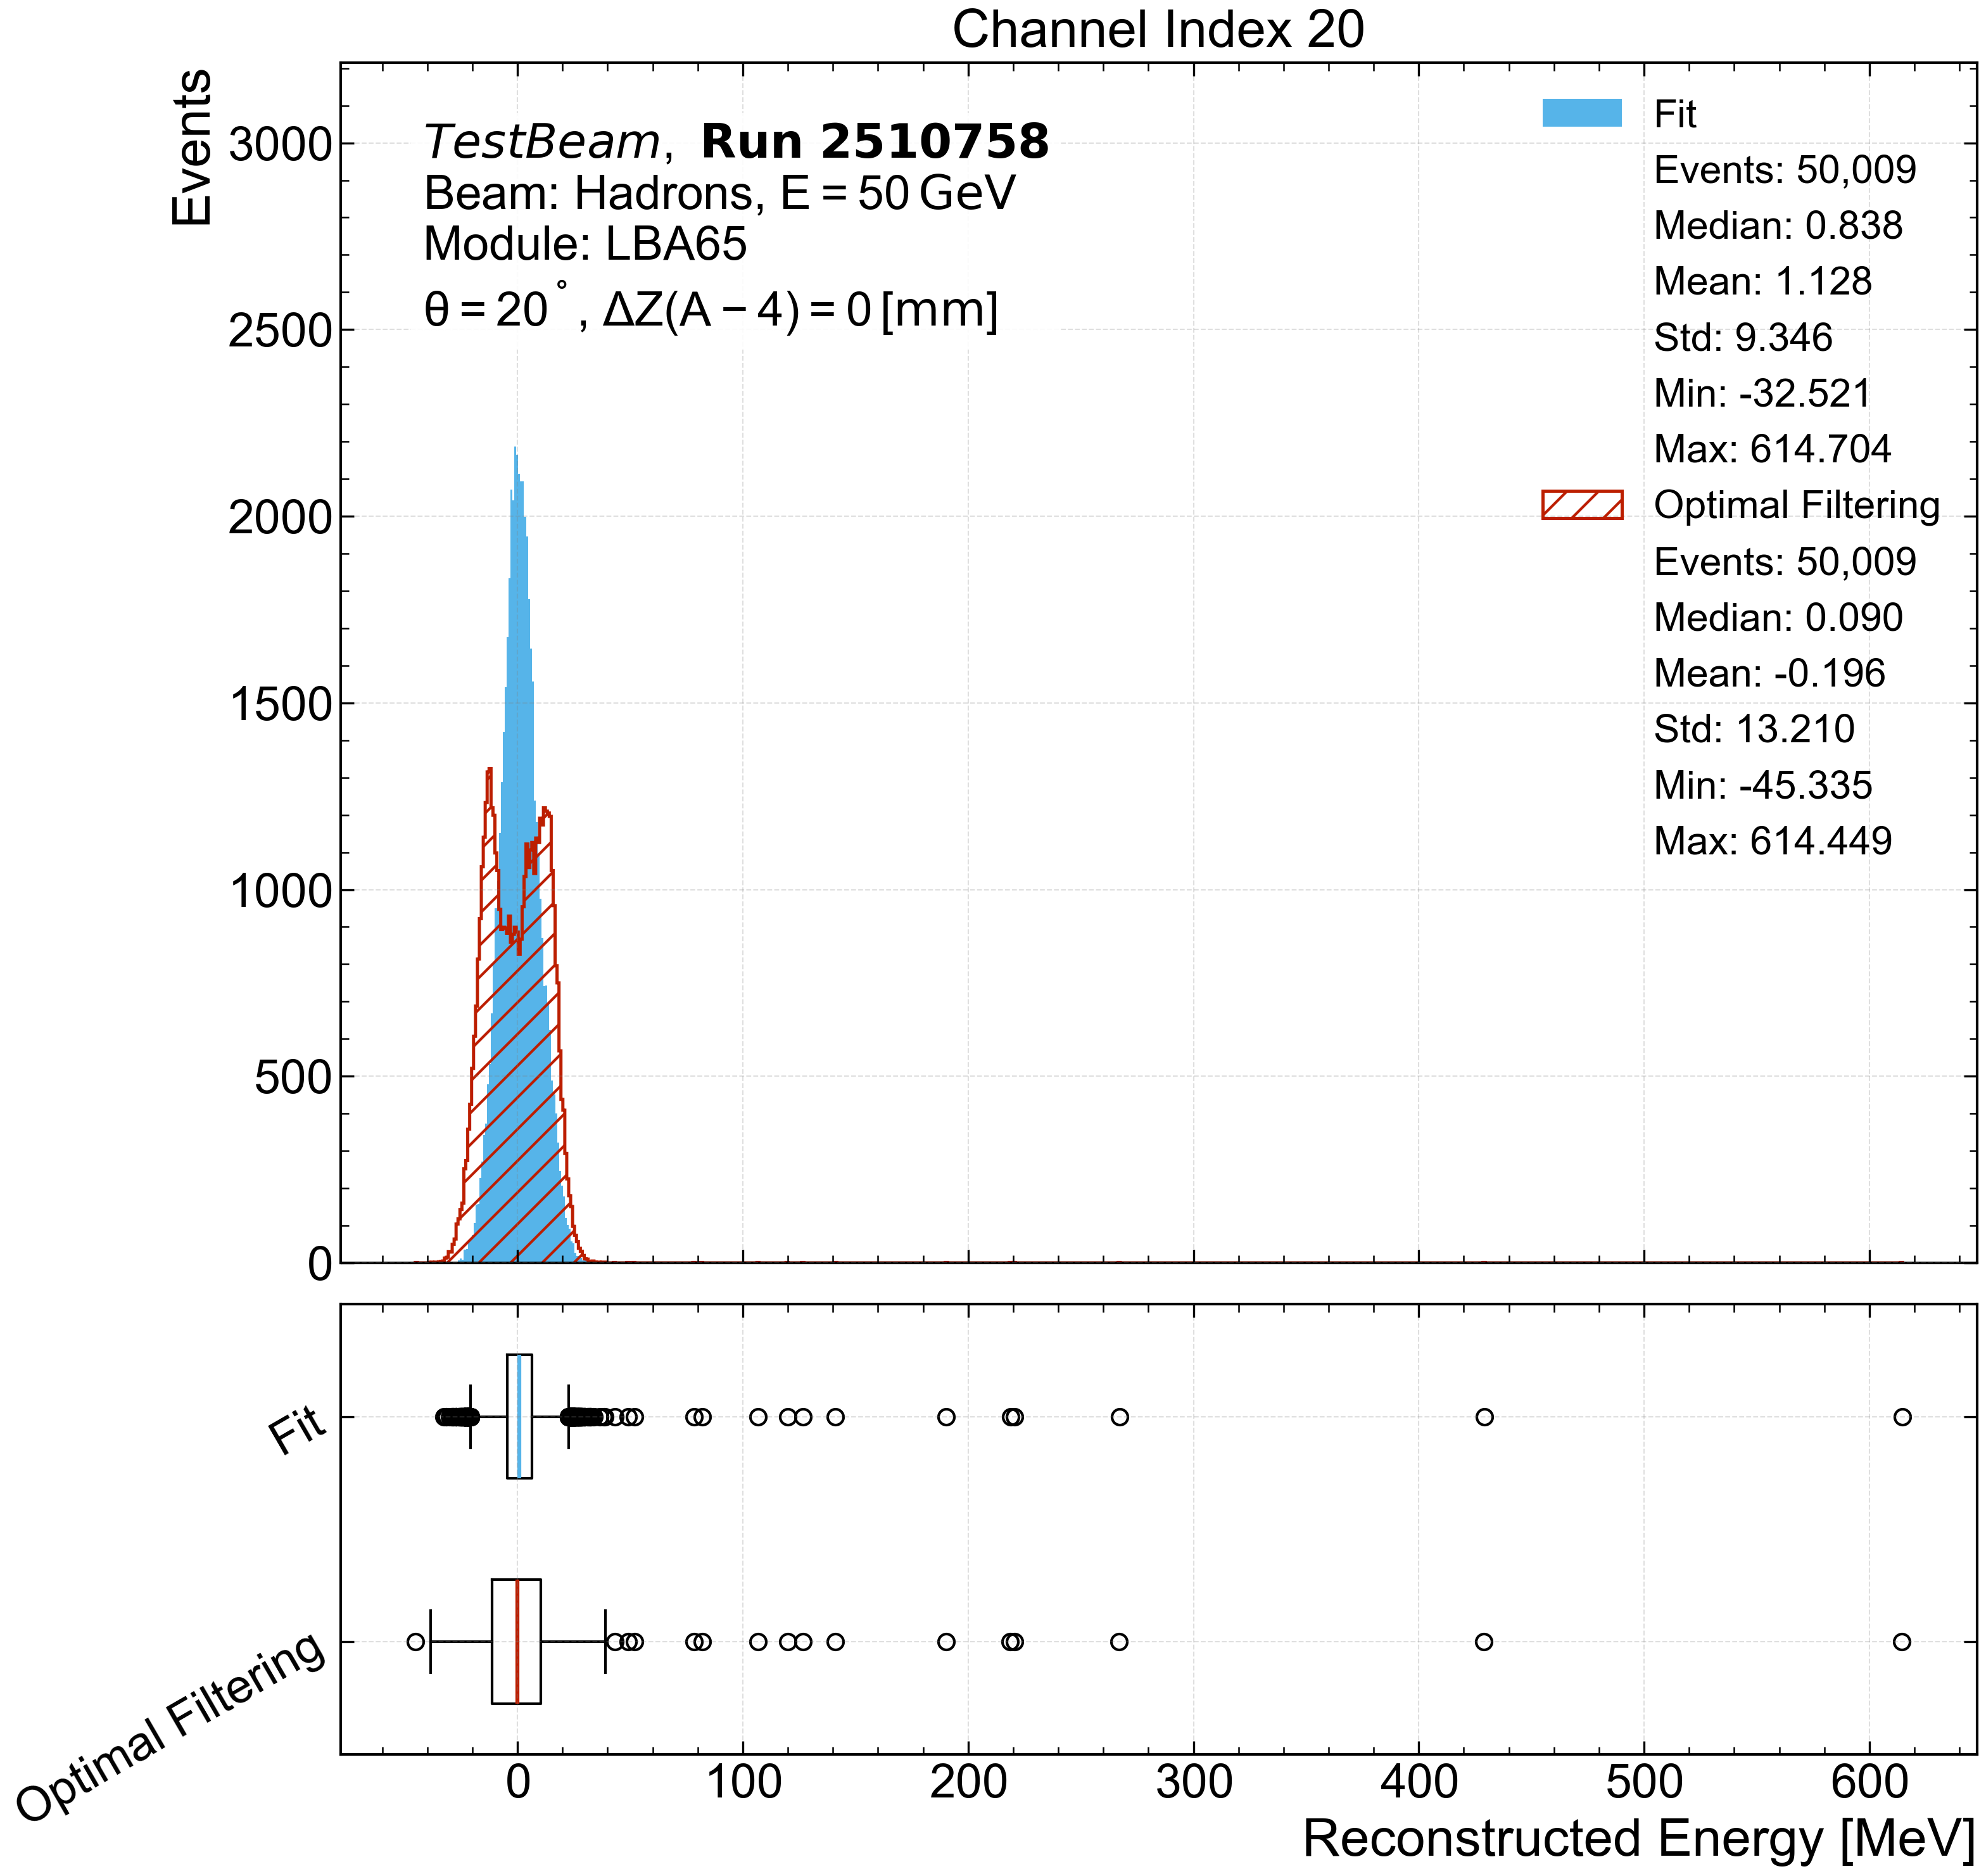 Channel Index 20
Events
3000
2500
2000
1500
1000
500
0
TestBeam, Run 2510758
Beam: Hadrons, E = 50 GeV
Module: LBA65
θ = 20°, ΔZ(A − 4) = 0 [mm]
Fit
Events: 50,009
Median: 0.838
Mean: 1.128
Std: 9.346
Min: -32.521
Max: 614.704
Optimal Filtering
Events: 50,009
Median: 0.090
Mean: -0.196
Std: 13.210
Min: -45.335
Max: 614.449
Fit
Optimal Filtering
0 100 200 300 400 500 600
Reconstructed Energy [MeV]